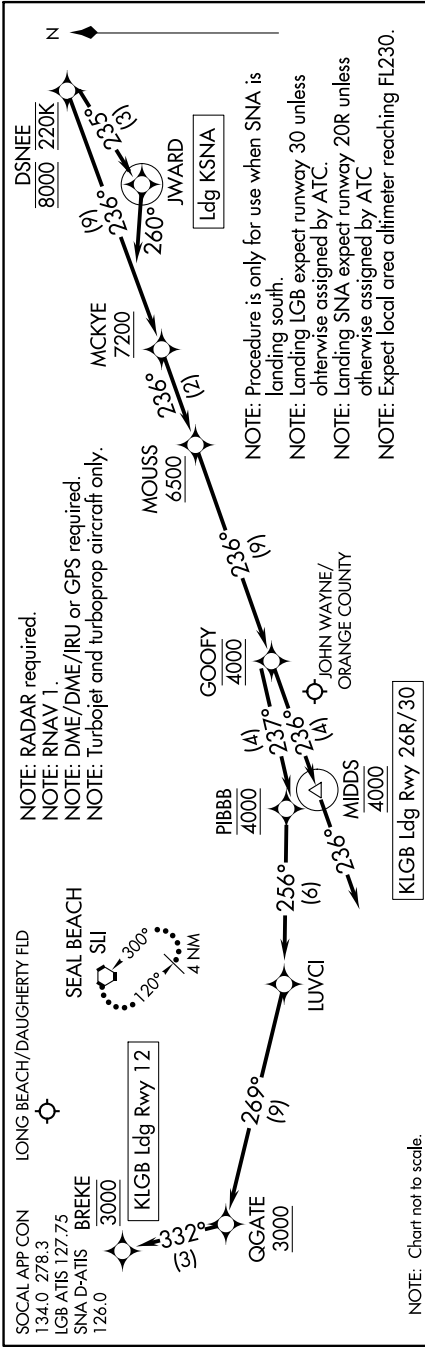 SOCAL APP CON
134.0 278.3
LGB ATIS 127.75
SNA D-ATIS
126.0
LONG BEACH/DAUGHERTY FLD
BREKE
3000
KLGB Ldg Rwy 12
332°
(3)
QGATE
3000
SEAL BEACH
SLI
300°
120°
4 NM
269°
(9)
LUVCI
256°
(6)
PIBBB
4000
237°
(4)
236°
(4)
MIDDS
4000
236°
KLGB Ldg Rwy 26R/30
JOHN WAYNE/
ORANGE COUNTY
GOOFY
4000
236°
(9)
MOUSS
6500
236°
(2)
MCKYE
7200
236°
(9)
DSNEE
8000 220K
235°
(3)
JWARD
260°
Ldg KSNA
N
NOTE: RADAR required.
NOTE: RNAV 1.
NOTE: DME/DME/IRU or GPS required.
NOTE: Turbojet and turboprop aircraft only.
NOTE: Procedure is only for use when SNA is
landing south.
NOTE: Landing LGB expect runway 30 unless
ohterwise assigned by ATC.
NOTE: Landing SNA expect runway 20R unless
otherwise assigned by ATC
NOTE: Expect local area altimeter reaching FL230.
NOTE: Chart not to scale.